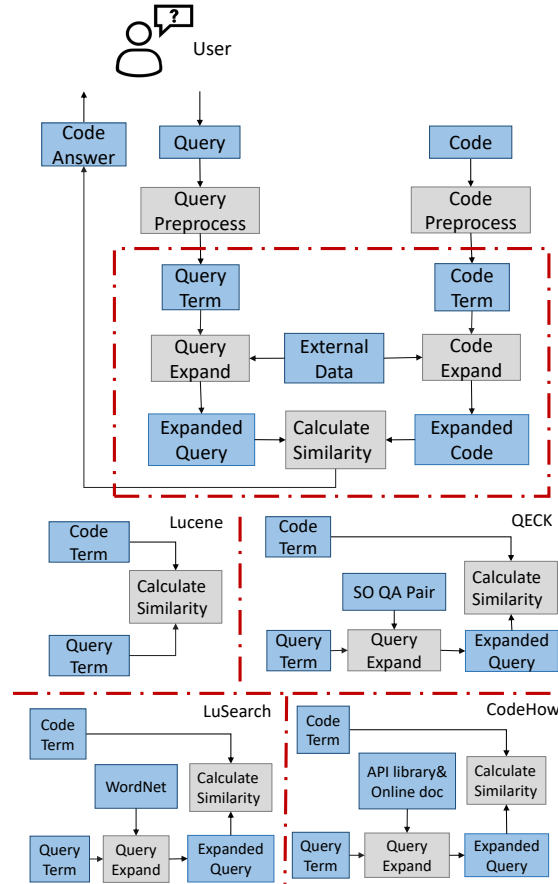 ?
User
Code
Answer
Query
Code
Query
Preprocess
Code
Preprocess
Query
Term
Code
Term
Query
Expand
External
Data
Code
Expand
Expanded
Query
Calculate
Similarity
Expanded
Code
Lucene
Code
Term
Calculate
Similarity
Query
Term
QECK
Code
Term
Calculate
Similarity
SO QA Pair
Query
Term
Query
Expand
Expanded
Query
LuSearch
Code
Term
Calculate
Similarity
WordNet
Query
Term
Query
Expand
Expanded
Query
CodeHow
Code
Term
Calculate
Similarity
API library&
Online doc
Query
Term
Query
Expand
Expanded
Query